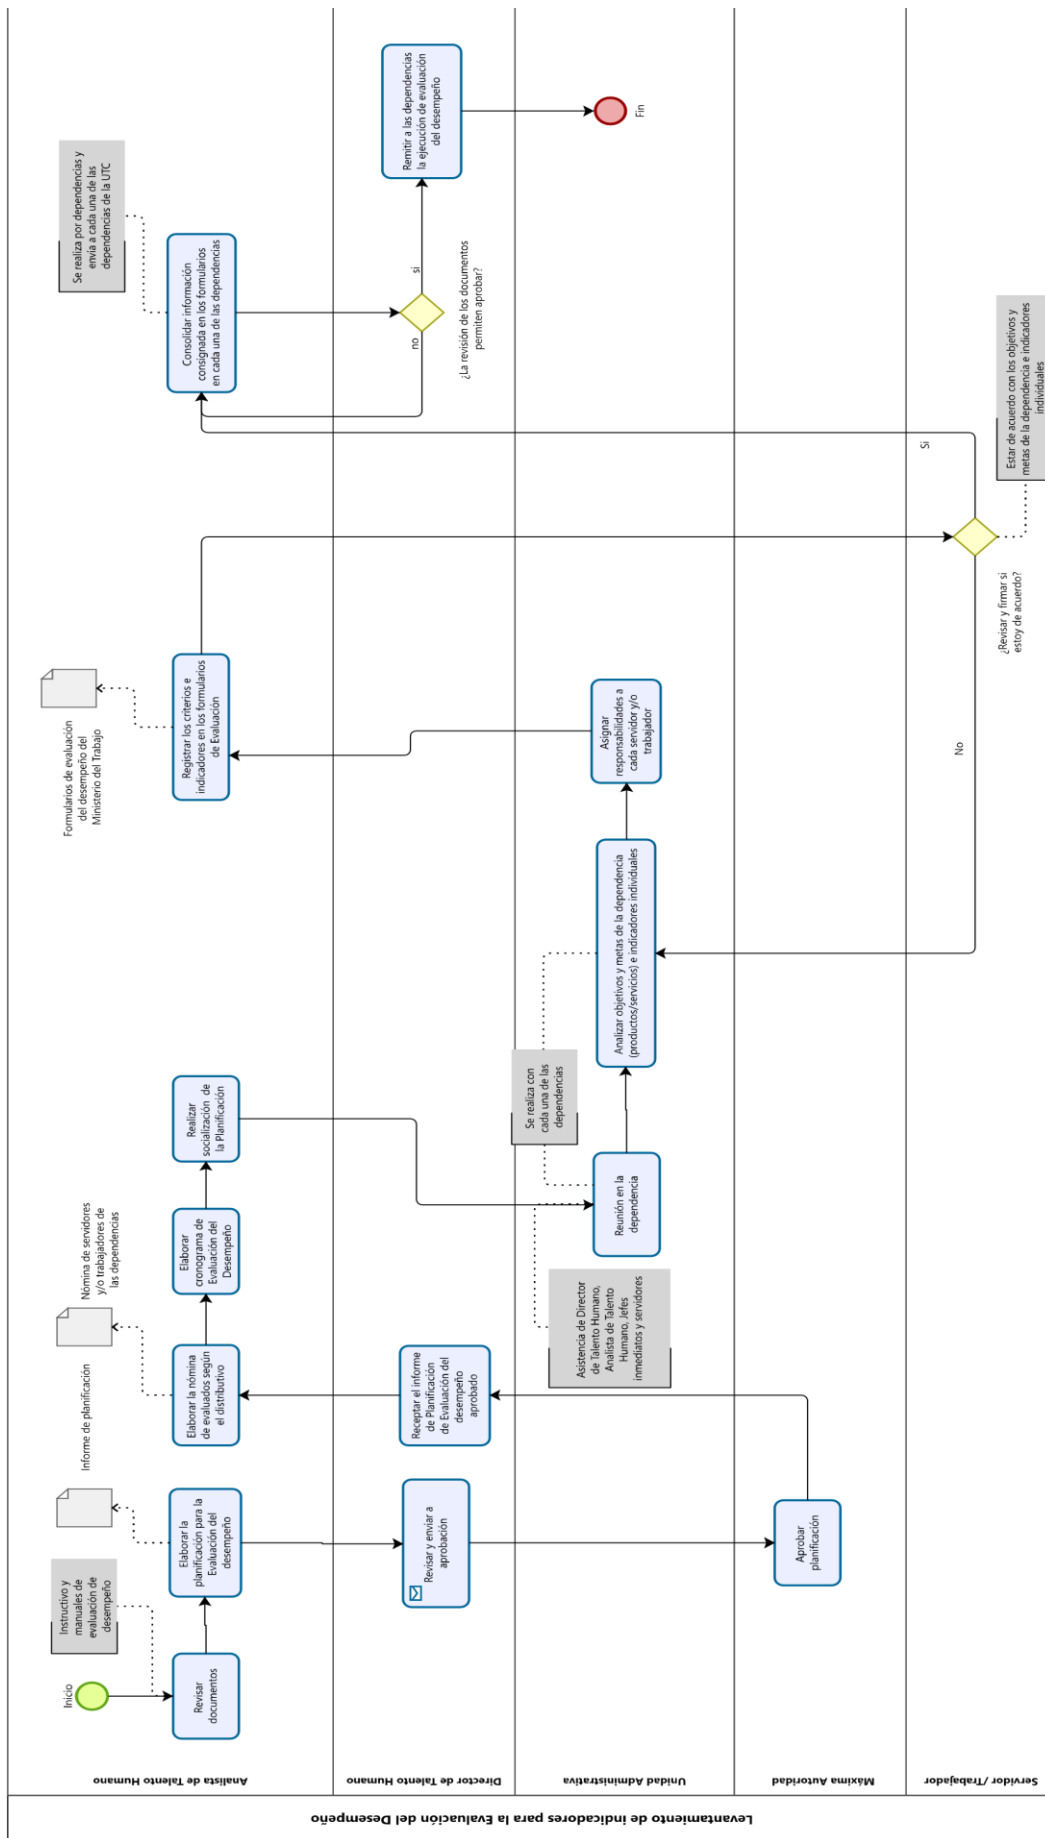 Levantamiento de indicadores para la Evaluación del Desempeño
Analista de Talento Humano
Director de Talento Humano
Unidad Administrativa
Máxima Autoridad
Servidor /Trabajador
Inicio
Instructivo y
manuales de
evaluación de
desempeño
Revisar
documentos
Elaborar la
planificación para la
Evaluación del
desempeño
Informe de planificación
Revisar y enviar a
aprobación
Aprobar
planificación
Receptar el informe
de Planificación
de Evaluación del
desempeño
aprobado
Elaborar la nómina
de evaluados según
el distributivo
Nómina de servidores
y/o trabajadores de
las dependencias
Elaborar
cronograma de
Evaluación del
Desempeño
Realizar
socialización de
la Planificación
Asistencia de Director
de Talento Humano,
Analista de Talento
Humano, Jefes
inmediatos y servidores
Reunión en la
dependencia
Se realiza con
cada una de las
dependencias
Analizar objetivos y metas de la dependencia
(productos/servicios) e indicadores individuales
Asignar
responsabilidades a
cada servidor y/o
trabajador
Registrar los criterios e
indicadores en los formularios
de Evaluación
Formularios de evaluación
del desempeño del
Ministerio del Trabajo
¿Revisar y firmar si
estoy de acuerdo?
No
Si
Estar de acuerdo con los objetivos y
metas de la dependencia e indicadores
individuales
Consolidar información
consignada en los formularios
en cada una de las dependencias
Se realiza por dependencias y
envía a cada una de las
dependencias de la UTC
¿La revisión de los documentos
permiten aprobar?
no
si
Remitir a las dependencias
la ejecución de evaluación
del desempeño
Fin